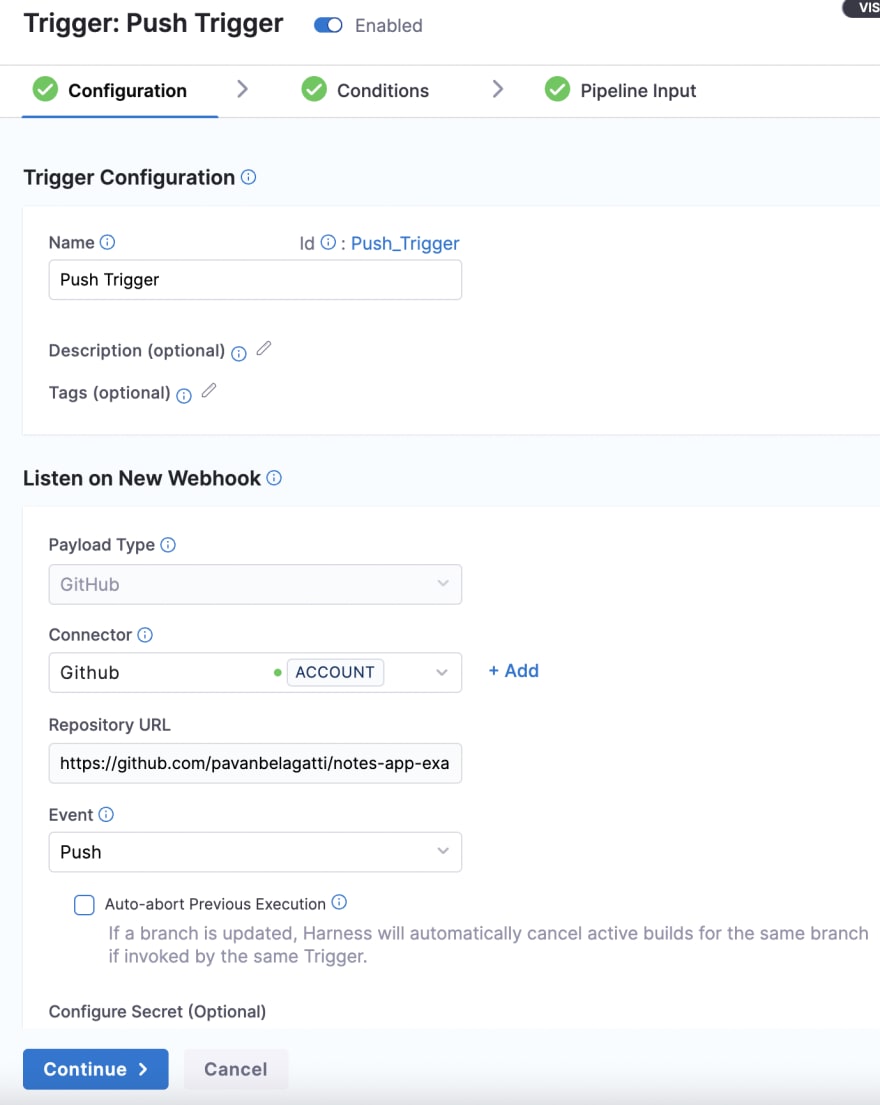 Trigger: Push Trigger Enabled
VIS
Configuration Conditions Pipeline Input
Trigger Configuration
Name Id : Push_Trigger
Push Trigger
Description (optional)
Tags (optional)
Listen on New Webhook
Payload Type
GitHub
Connector
Github ACCOUNT + Add
Repository URL
https://github.com/pavanbelagatti/notes-app-exa
Event
Push
Auto-abort Previous Execution
If a branch is updated, Harness will automatically cancel active builds for the same branch
if invoked by the same Trigger.
Configure Secret (Optional)
Continue Cancel